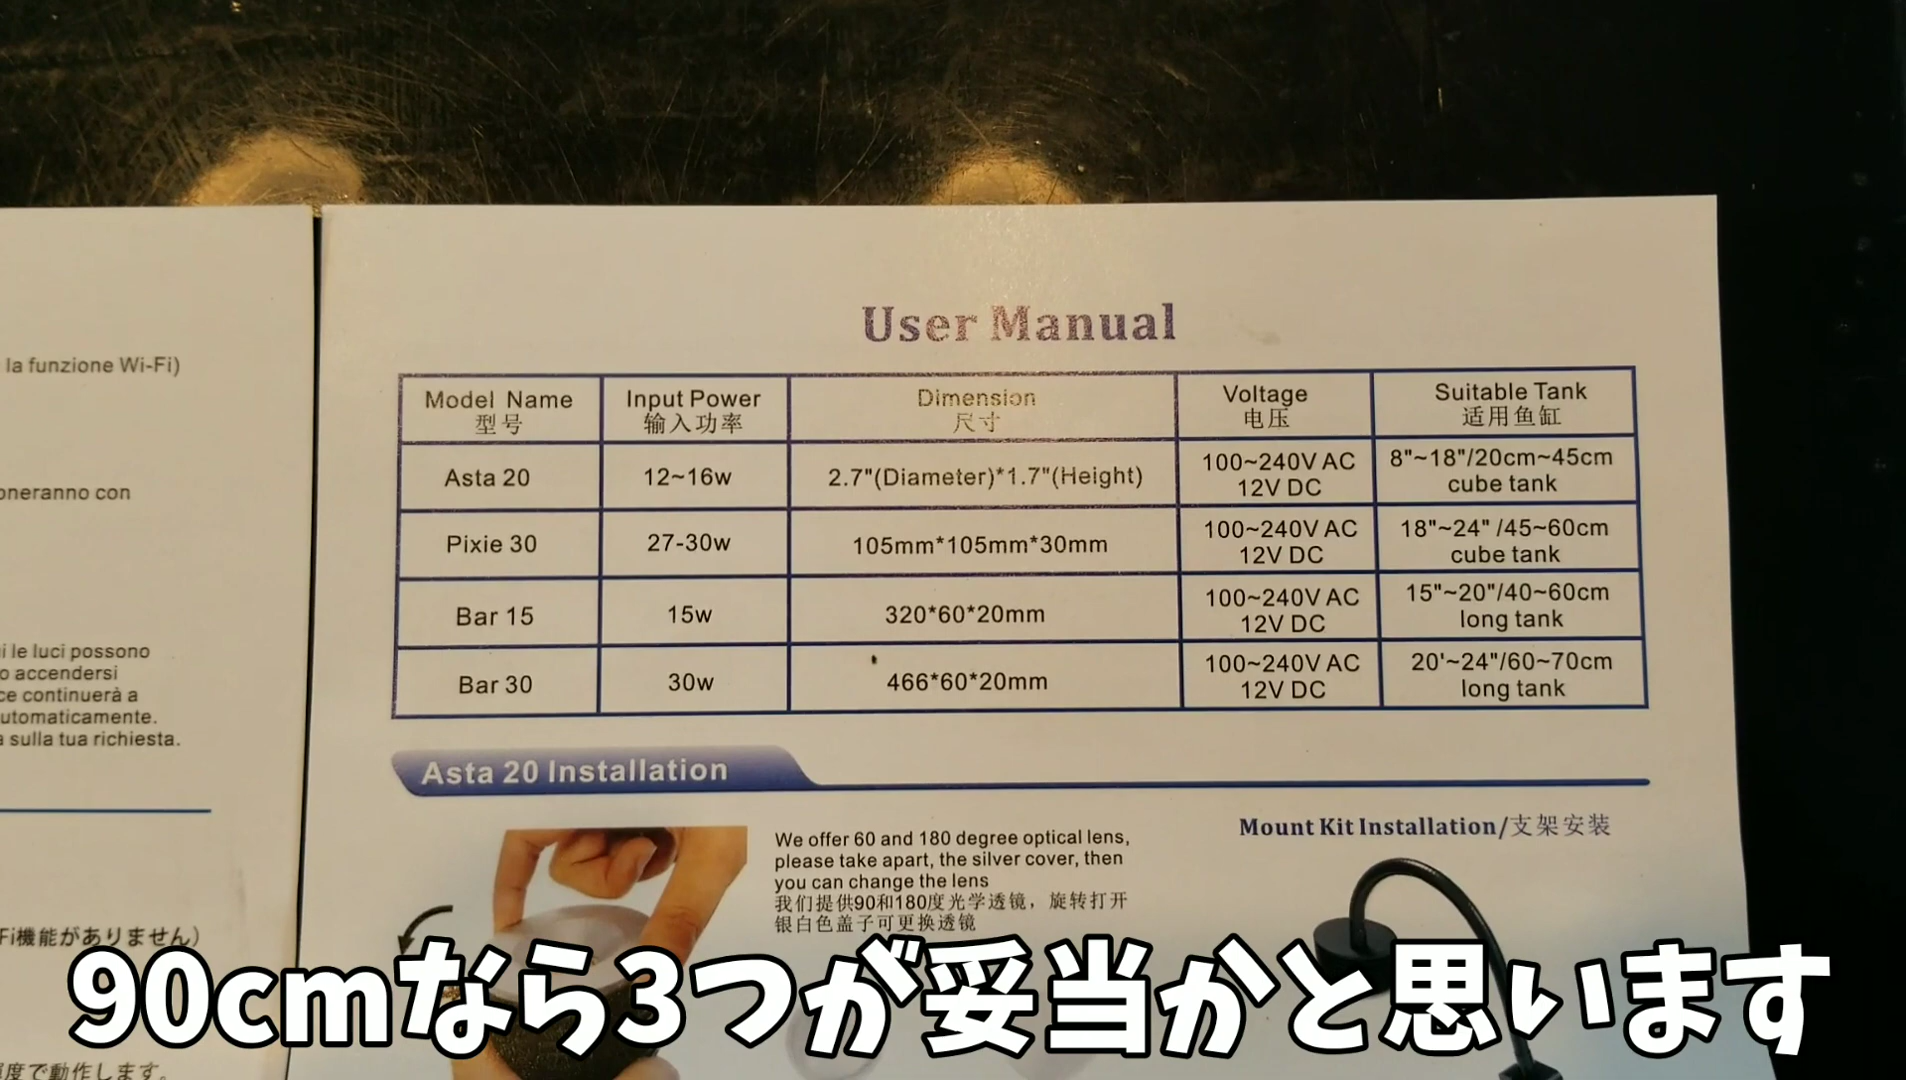 la funzione Wi-Fi)
oneranno con
i le luci possono
o accendersi
ce continuerà a
utomaticamente.
a sulla tua richiesta.
Fi機能がありません)
度で動作します。
User Manual
Model Name Input Power Dimension Voltage Suitable Tank
型号 输入功率 尺寸 电压 适用鱼缸
Asta 20 12~16w 2.7"(Diameter)*1.7"(Height) 100~240V AC 8"~18"/20cm~45cm
12V DC cube tank
Pixie 30 27-30w 105mm*105mm*30mm 100~240V AC 18"~24" /45~60cm
12V DC cube tank
Bar 15 15w 320*60*20mm 100~240V AC 15"~20"/40~60cm
12V DC long tank
Bar 30 30w 466*60*20mm 100~240V AC 20'~24"/60~70cm
12V DC long tank
Asta 20 Installation
We offer 60 and 180 degree optical lens,
please take apart, the silver cover, then
you can change the lens
我们提供90和180度光学透镜，旋转打开
银白色盖子可更换透镜
Mount Kit Installation/支架安装
90cmなら3つが妥当かと思います